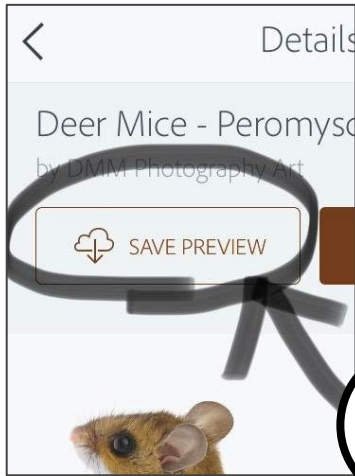 Details
Deer Mice - Peromysc
by DMM Photography Art
SAVE PREVIEW